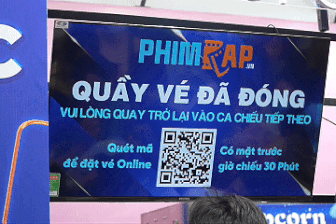 PHIMRAP.VN
QUẦY VÉ ĐÃ ĐÓNG
VUI LÒNG QUAY TRỞ LẠI VÀO CA CHIẾU TIẾP THEO
Quét mã
để đặt vé Online
Có mặt trước
giờ chiếu 30 Phút